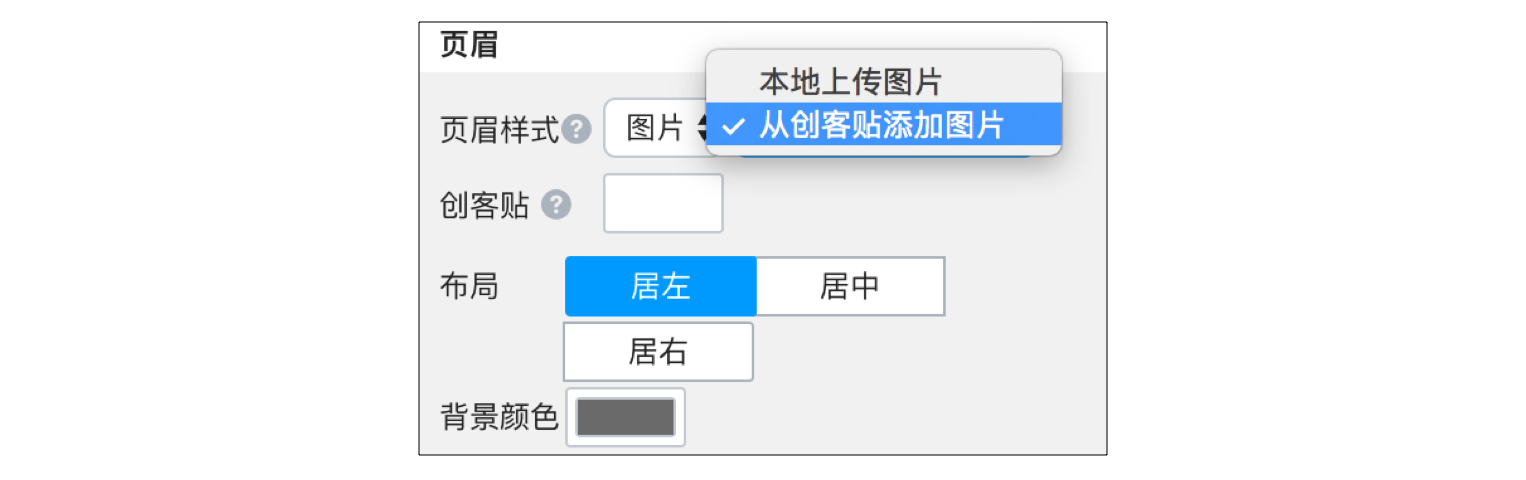 页眉
本地上传图片
页眉样式 ? 图片 ✓ 从创客贴添加图片
创客贴 ?
布局 居左 居中
居右
背景颜色